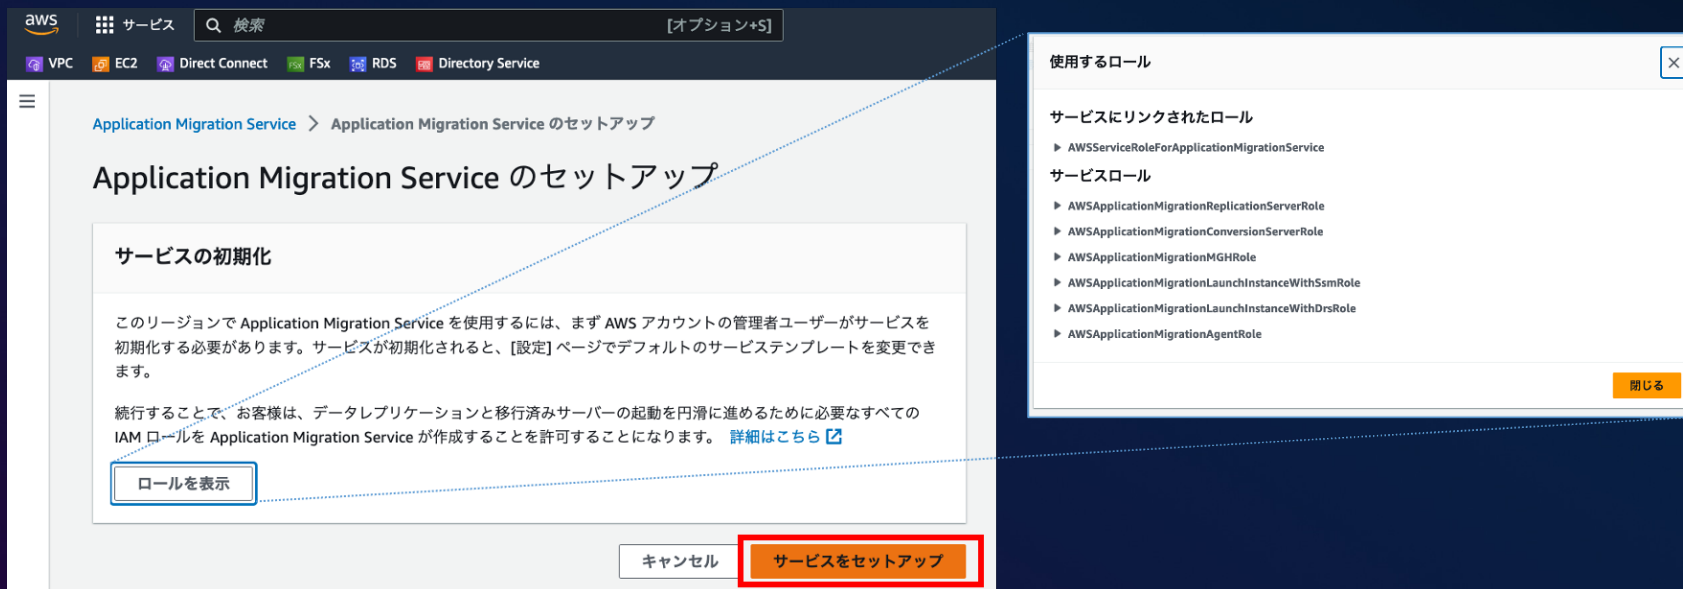 aws
サービス
検索
[オプション+S]
VPC
EC2
Direct Connect
FSx
RDS
Directory Service
Application Migration Service > Application Migration Service のセットアップ
Application Migration Service のセットアップ
サービスの初期化
このリージョンで Application Migration Service を使用するには、まず AWS アカウントの管理者ユーザーがサービスを
初期化する必要があります。サービスが初期化されると、[設定] ページでデフォルトのサービステンプレートを変更でき
ます。
続行することで、お客様は、データレプリケーションと移行済みサーバーの起動を円滑に進めるために必要なすべての
IAM ロールを Application Migration Service が作成することを許可することになります。 詳細はこちら
ロールを表示
キャンセル
サービスをセットアップ
使用するロール
サービスにリンクされたロール
AWSServiceRoleForApplicationMigrationService
サービスロール
AWSApplicationMigrationReplicationServerRole
AWSApplicationMigrationConversionServerRole
AWSApplicationMigrationMGHRole
AWSApplicationMigrationLaunchInstanceWithSsmRole
AWSApplicationMigrationLaunchInstanceWithDrsRole
AWSApplicationMigrationAgentRole
閉じる